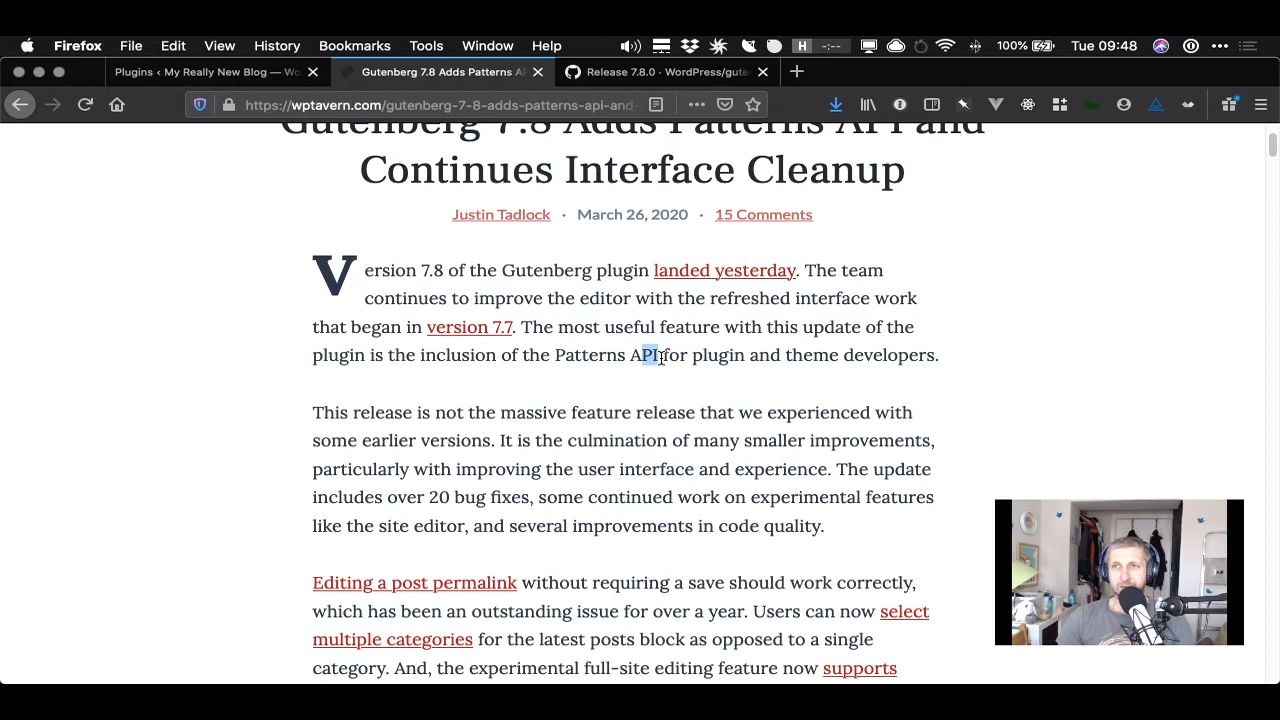 Firefox File Edit View History Bookmarks Tools Window Help H -:-- 100% Tue 09:48
Plugins ‹ My Really New Blog — Wo
Gutenberg 7.8 Adds Patterns AP
Release 7.8.0 · WordPress/guten
https://wptavern.com/gutenberg-7-8-adds-patterns-api-and-
Gutenberg 7.8 Adds Patterns API and
Continues Interface Cleanup
Justin Tadlock · March 26, 2020 · 15 Comments
Version 7.8 of the Gutenberg plugin landed yesterday. The team
continues to improve the editor with the refreshed interface work
that began in version 7.7. The most useful feature with this update of the
plugin is the inclusion of the Patterns API for plugin and theme developers.
This release is not the massive feature release that we experienced with
some earlier versions. It is the culmination of many smaller improvements,
particularly with improving the user interface and experience. The update
includes over 20 bug fixes, some continued work on experimental features
like the site editor, and several improvements in code quality.
Editing a post permalink without requiring a save should work correctly,
which has been an outstanding issue for over a year. Users can now select
multiple categories for the latest posts block as opposed to a single
category. And, the experimental full-site editing feature now supports